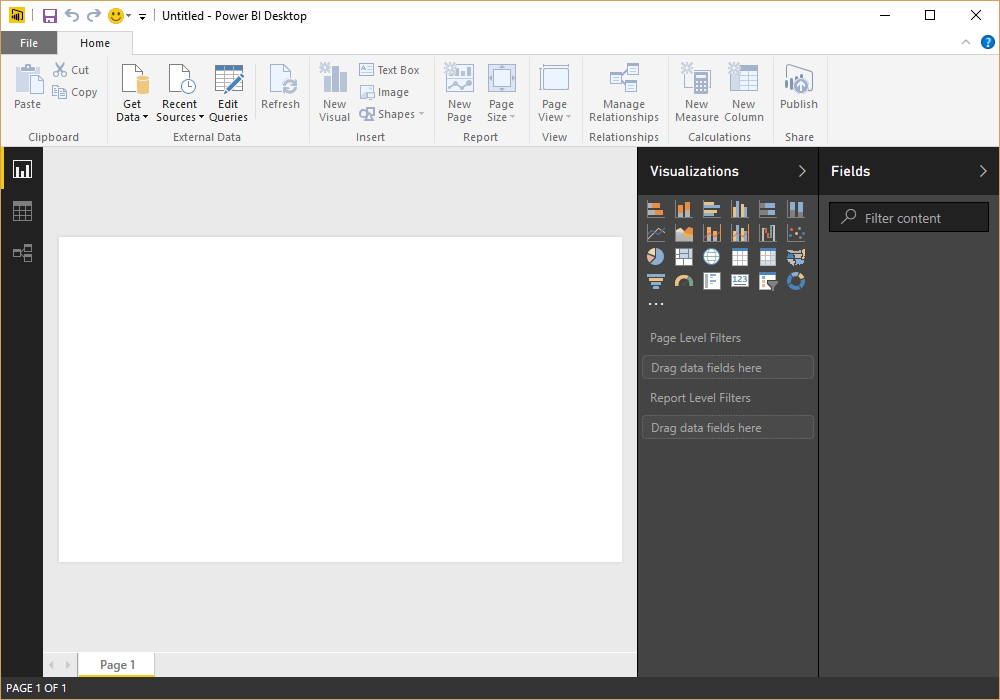 Untitled - Power BI Desktop
File
Home
?
Paste
Cut
Copy
Clipboard
Get
Data
Recent
Sources
Edit
Queries
Refresh
External Data
New
Visual
Text Box
Image
Shapes
Insert
New
Page
Page
Size
Report
Page
View
View
Manage
Relationships
Relationships
New
Measure
New
Column
Calculations
Publish
Share
Visualizations
Fields
Filter content
123
...
Page Level Filters
Drag data fields here
Report Level Filters
Drag data fields here
Page 1
PAGE 1 OF 1